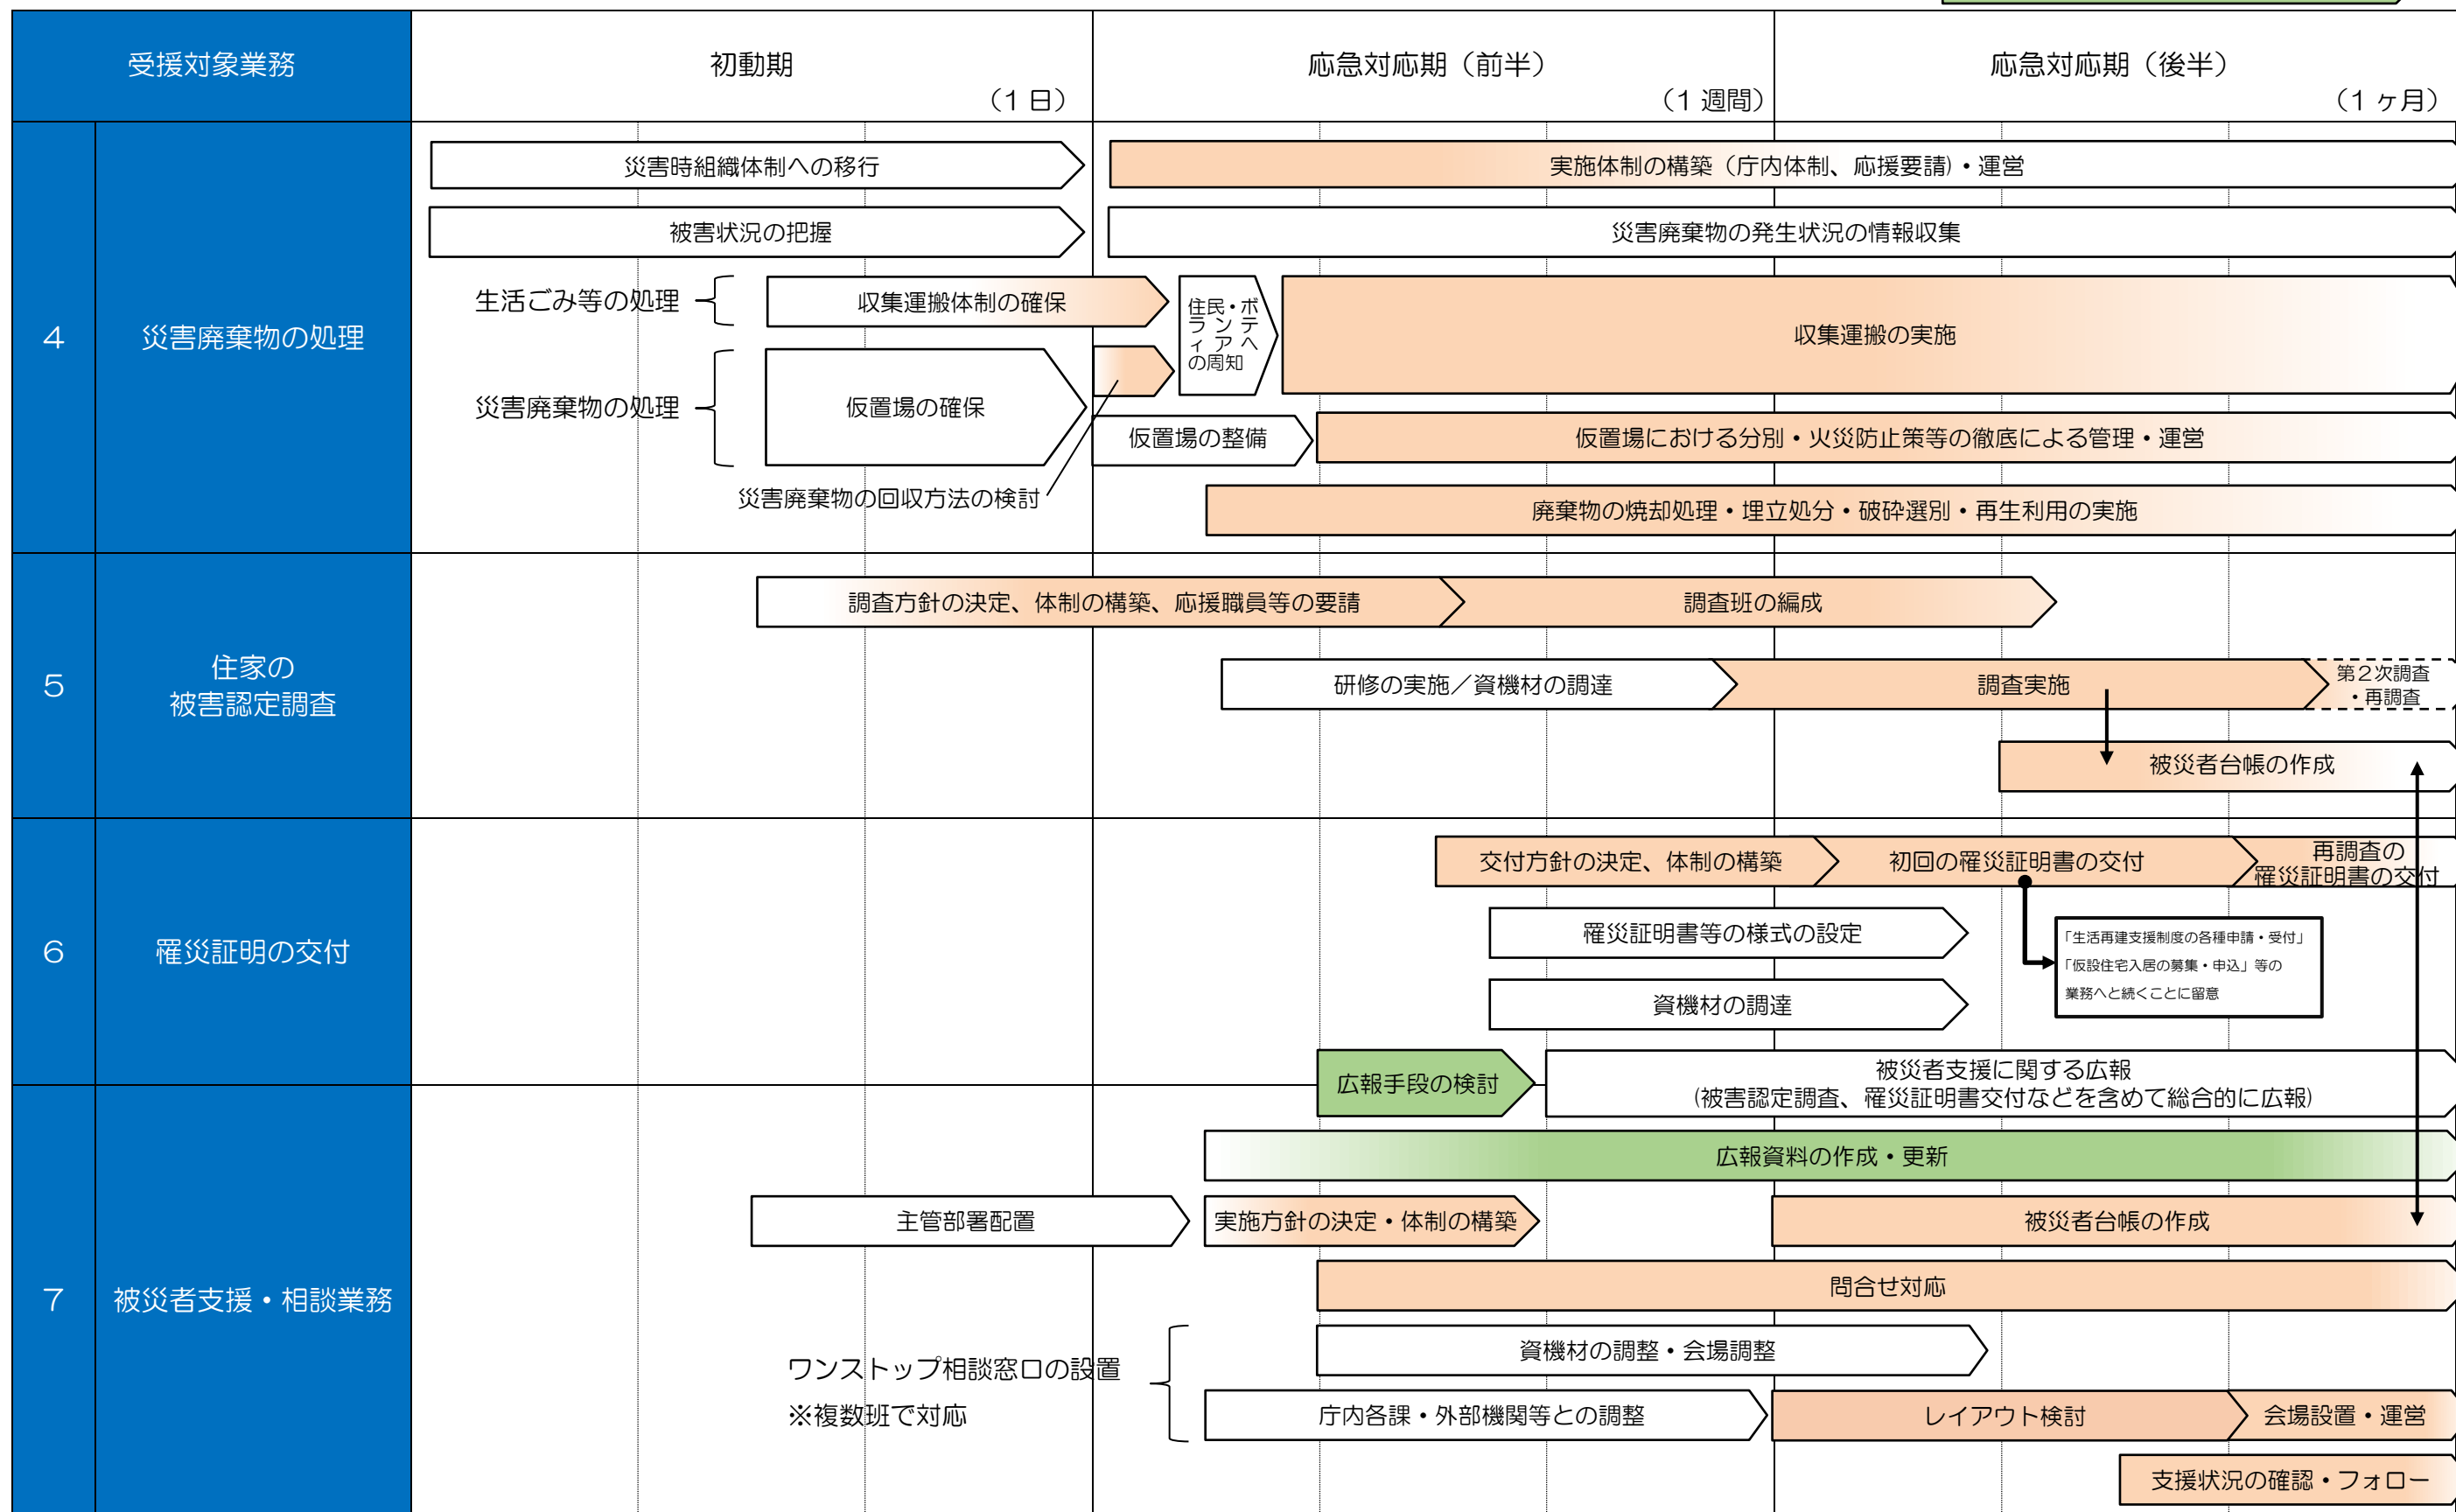 受援対象業務
初動期
(1日)
応急対応期(前半)
(1週間)
応急対応期(後半)
(1ヶ月)
4
災害廃棄物の処理
災害時組織体制への移行
実施体制の構築(庁内体制、応援要請)・運営
被害状況の把握
災害廃棄物の発生状況の情報収集
生活ごみ等の処理
収集運搬体制の確保
住民・ボ
ランテ
ィアへ
の周知
収集運搬の実施
災害廃棄物の処理
仮置場の確保
仮置場の整備
仮置場における分別・火災防止策等の徹底による管理・運営
災害廃棄物の回収方法の検討
廃棄物の焼却処理・埋立処分・破砕選別・再生利用の実施
5
住家の
被害認定調査
調査方針の決定、体制の構築、応援職員等の要請
調査班の編成
研修の実施/資機材の調達
調査実施
第2次調査
・再調査
被災者台帳の作成
6
罹災証明の交付
交付方針の決定、体制の構築
初回の罹災証明書の交付
再調査の
罹災証明書の交付
罹災証明書等の様式の設定
「生活再建支援制度の各種申請・受付」
「仮設住宅入居の募集・申込」等の
業務へと続くことに留意
資機材の調達
広報手段の検討
被災者支援に関する広報
(被害認定調査、罹災証明書交付などを含めて総合的に広報)
7
被災者支援・相談業務
広報資料の作成・更新
主管部署配置
実施方針の決定・体制の構築
被災者台帳の作成
問合せ対応
ワンストップ相談窓口の設置
※複数班で対応
資機材の調整・会場調整
庁内各課・外部機関等との調整
レイアウト検討
会場設置・運営
支援状況の確認・フォロー